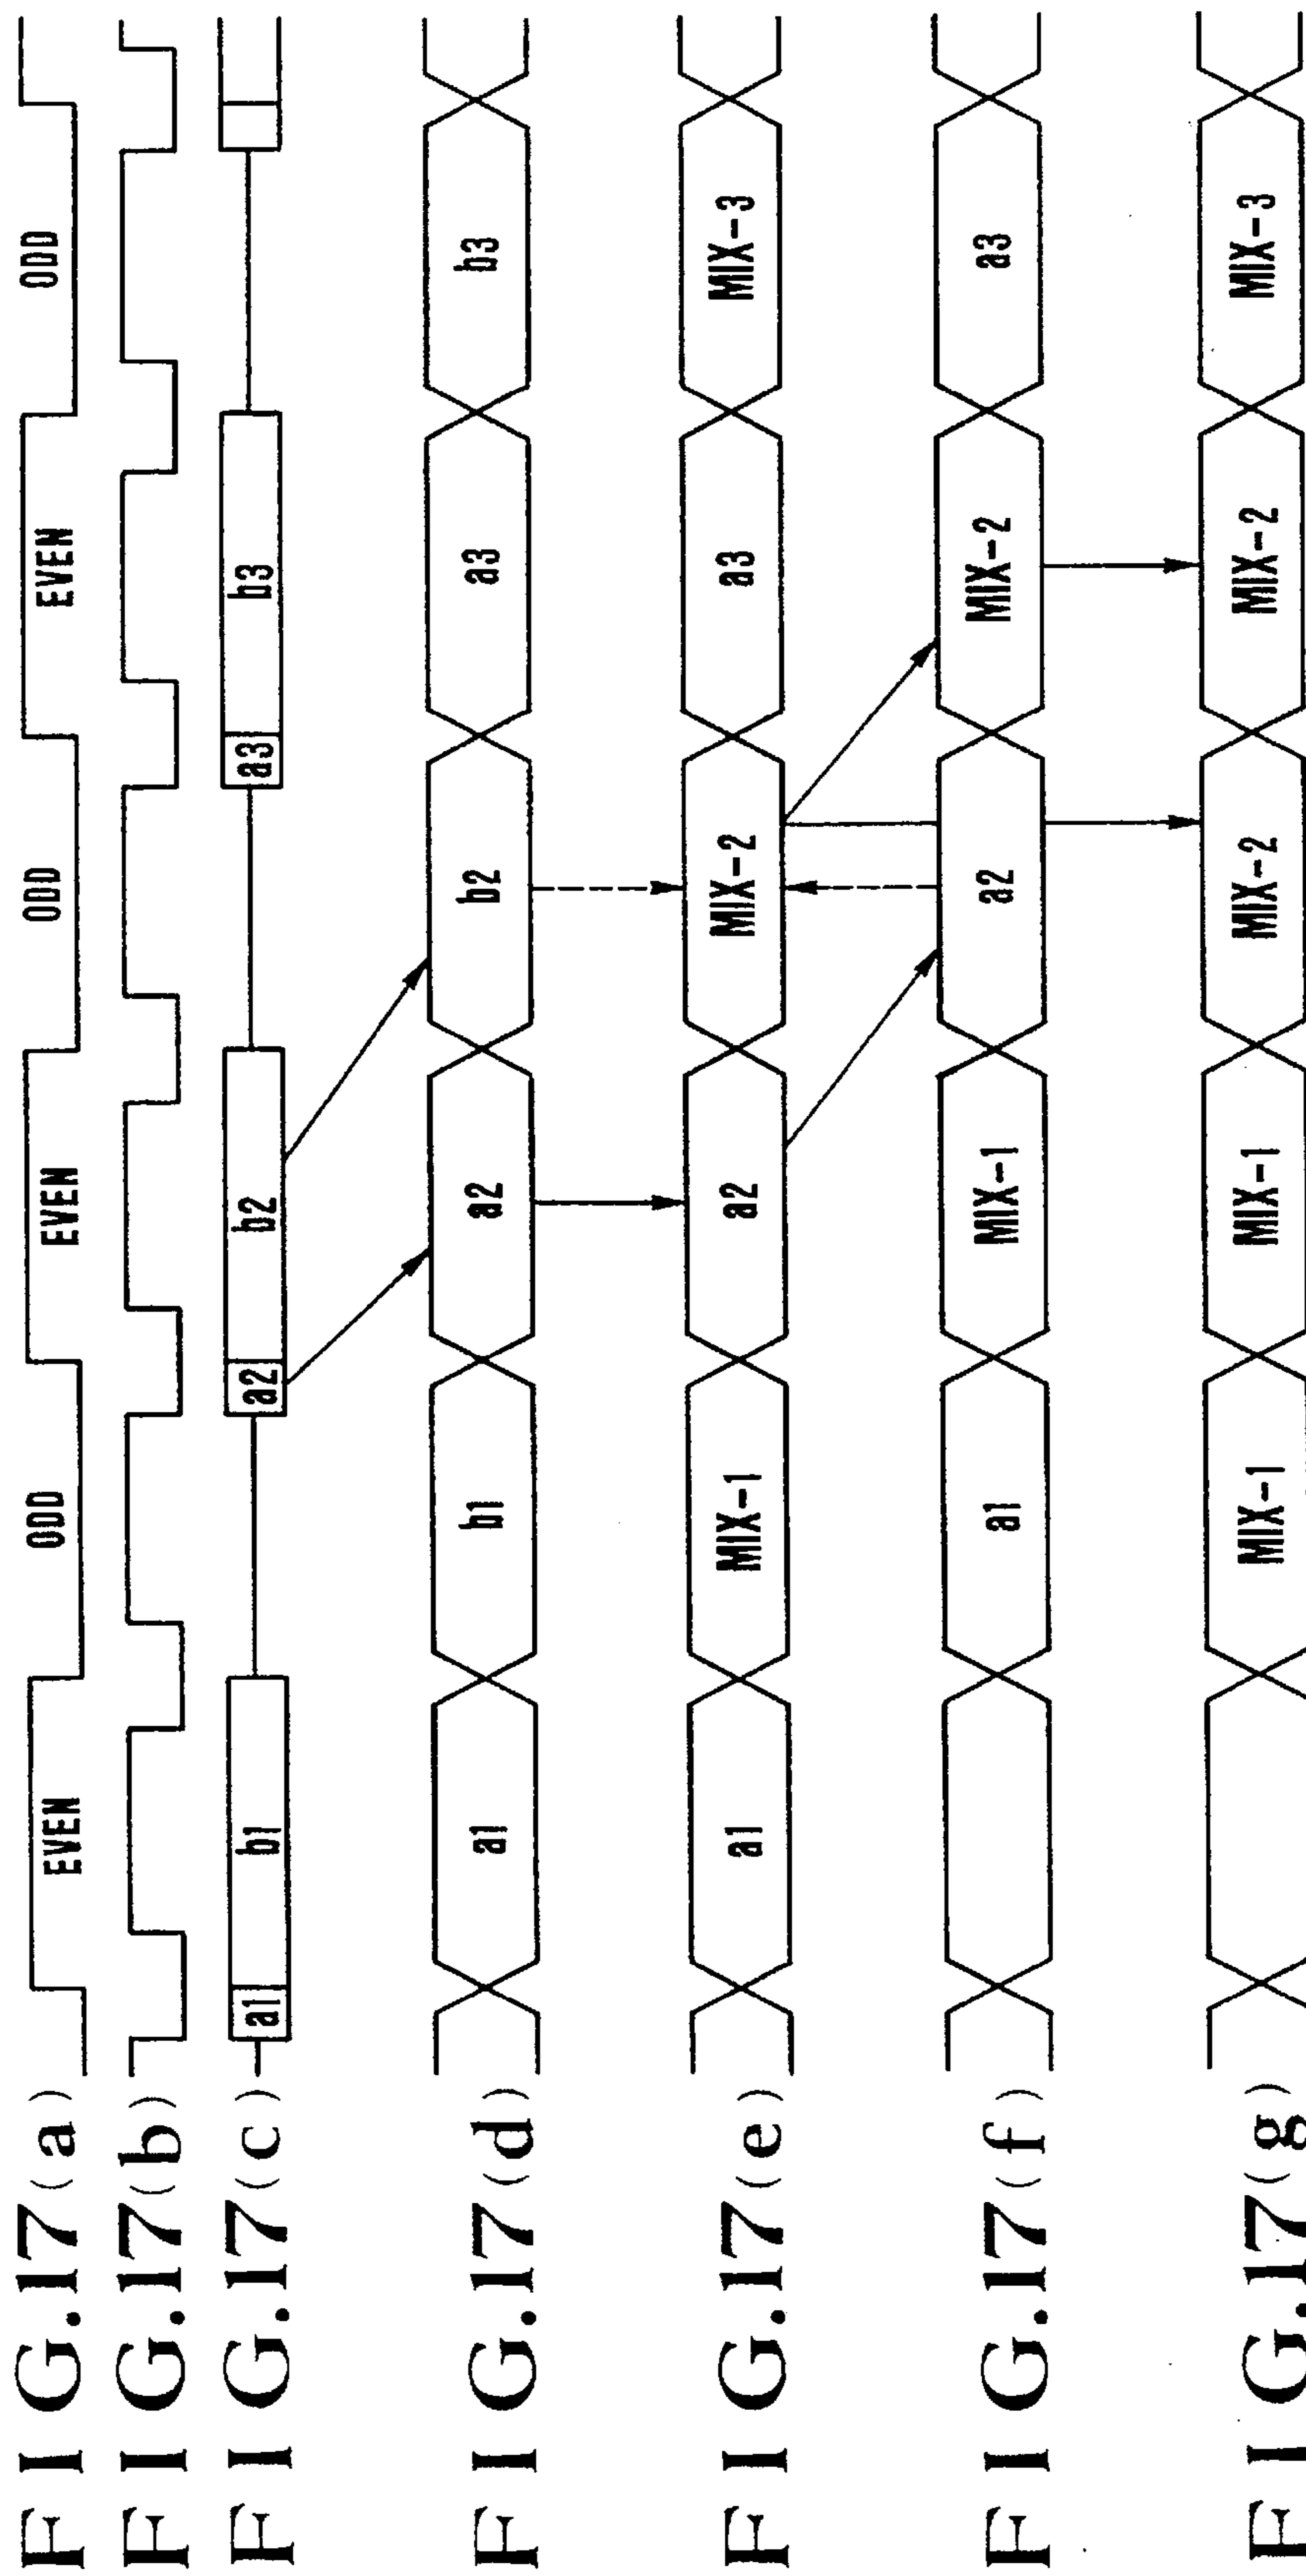 FIG.17(a) EVEN ODD EVEN ODD EVEN ODD
FIG.17(b)
FIG.17(c) a1 b1 a2 b2 a3 b3
FIG.17(d) a1 b1 a2 b2 a3 b3
FIG.17(e) a1 MIX-1 a2 MIX-2 a3 MIX-3
FIG.17(f) a1 MIX-1 a2 MIX-2 a3
FIG.17(g) MIX-1 MIX-1 MIX-2 MIX-2 MIX-3